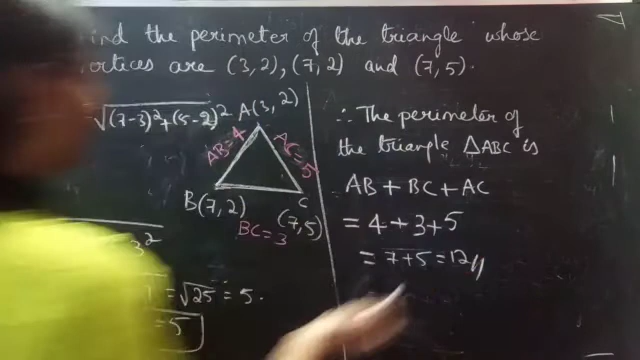 ind the perimeter of the triangle whose
rtices are (3,2), (7,2) and (7,5).
√(7-3)²+(5-2)²
A(3,2)
AB=4
AC=5
B(7,2)
C
(7,5)
BC=3
3²
= √25 = 5.
= 5
∴ The perimeter of
the triangle △ABC is
AB + BC + AC
= 4 + 3 + 5
= 7+5 = 12//